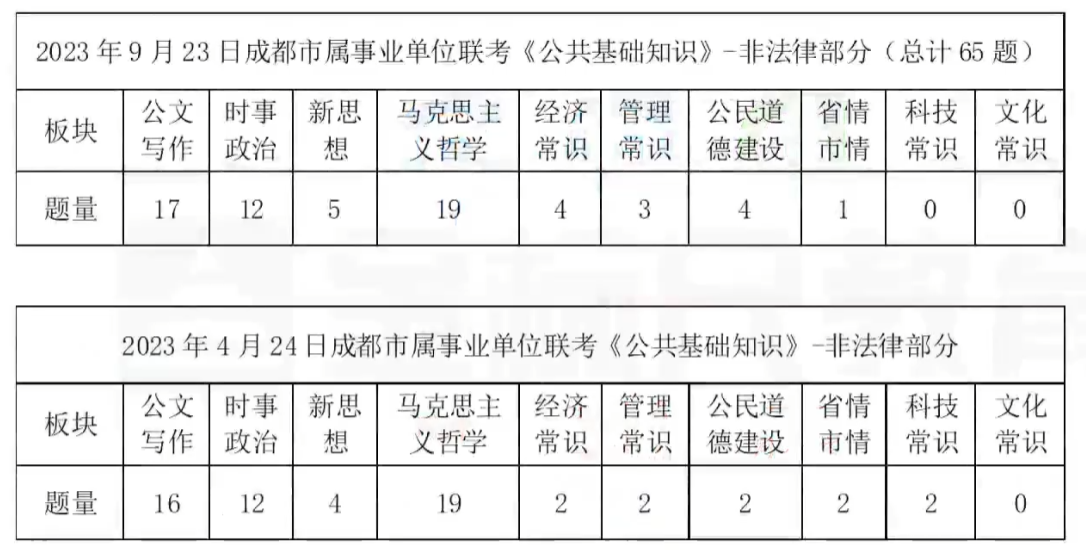 2023 年 9 月 23 日成都市属事业单位联考《公共基础知识》-非法律部分（总计 65 题）
板块 公文写作 时事政治 新思想 马克思主义哲学 经济常识 管理常识 公民道德建设 省情市情 科技常识 文化常识
题量 17 12 5 19 4 3 4 1 0 0
2023 年 4 月 24 日成都市属事业单位联考《公共基础知识》-非法律部分
板块 公文写作 时事政治 新思想 马克思主义哲学 经济常识 管理常识 公民道德建设 省情市情 科技常识 文化常识
题量 16 12 4 19 2 2 2 2 2 0